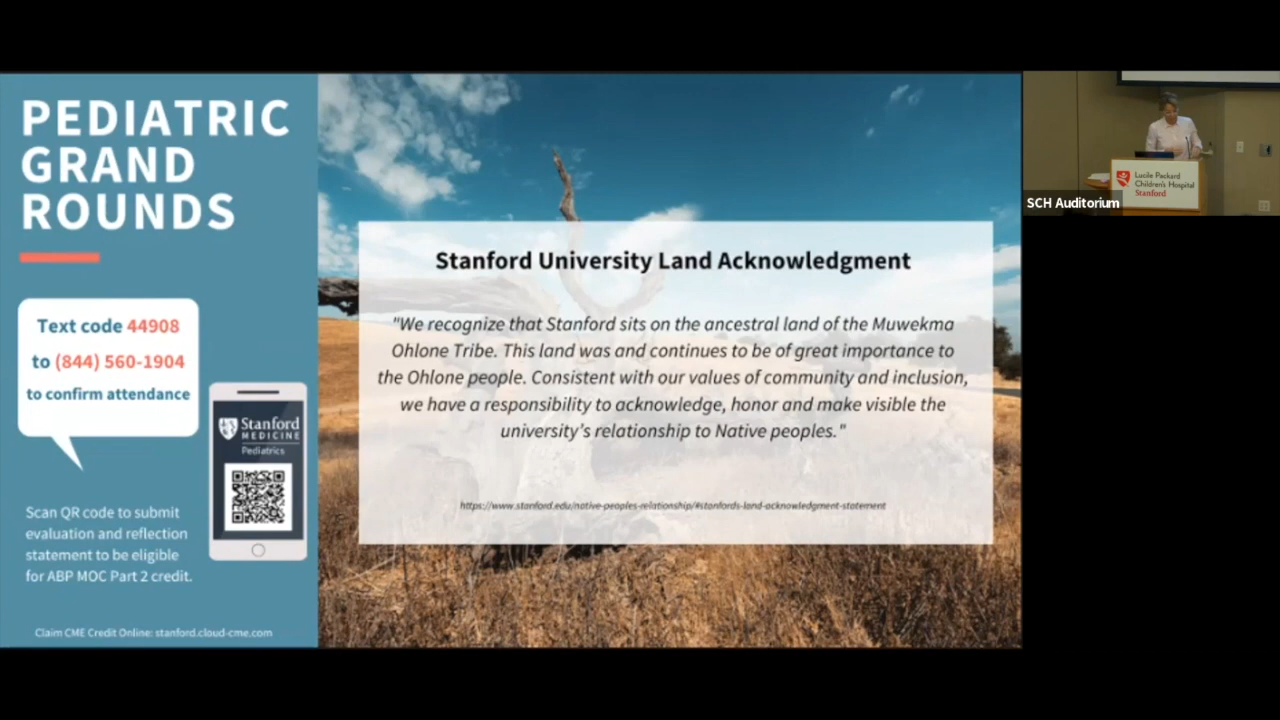 PEDIATRIC
GRAND
ROUNDS
Text code 44908
to (844) 560-1904
to confirm attendance
Stanford
MEDICINE
Pediatrics
Scan QR code to submit
evaluation and reflection
statement to be eligible
for ABP MOC Part 2 credit.
Claim CME Credit Online: stanford.cloud-cme.com
Stanford University Land Acknowledgment
"We recognize that Stanford sits on the ancestral land of the Muwekma
Ohlone Tribe. This land was and continues to be of great importance to
the Ohlone people. Consistent with our values of community and inclusion,
we have a responsibility to acknowledge, honor and make visible the
university's relationship to Native peoples."
https://www.stanford.edu/native-peoples-relationship/#stanfords-land-acknowledgment-statement
Lucile Packard
Children's Hospital
Stanford
SCH Auditorium